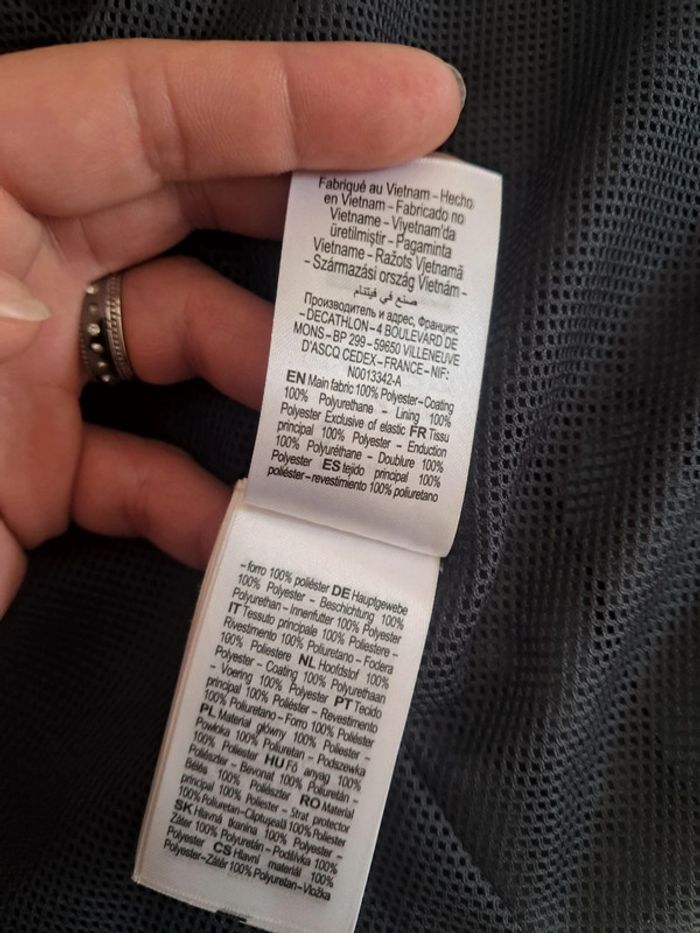 Fabriqué au Vietnam – Hecho
en Vietnam – Fabricado no
Vietname – Viyetnam'da
üretilmiştir – Pagaminta
Vietname – Ražots Vjetnamā
- Származási ország Vietnám -
صنع في فيتنام
Производитель и адрес, Франция:
- DECATHLON – 4 BOULEVARD DE
MONS – BP 299 – 59650 VILLENEUVE
D'ASCQ CEDEX – FRANCE – NIF:
N0013342-A
EN Main fabric 100% Polyester – Coating
100% Polyurethane – Lining 100%
Polyester Exclusive of elastic FR Tissu
principal 100% Polyester – Enduction
100% Polyuréthane – Doublure 100%
Polyester ES tejido principal 100%
poliéster – revestimiento 100% poliuretano
– forro 100% poliéster DE Hauptgewebe
100% Polyester – Beschichtung 100%
Polyurethan – Innenfutter 100% Polyester
IT Tessuto principale 100% Poliestere –
Rivestimento 100% Poliuretano – Fodera
100% Poliestere NL Hoofdstof 100%
Polyester – Coating 100% Polyurethaan
- Voering 100% Polyester PT Tecido
principal 100% Poliéster – Revestimento
100% Poliuretano – Forro 100% Poliéster
PL Materiał główny 100% Poliester –
Powłoka 100% Poliuretan – Podszewka
100% Poliester HU Fő anyag 100%
Poliészter – Bevonat 100% Poliuretán –
Bélés 100% Poliészter RO Material
principal 100% Poliester – Strat protector
100% Poliuretan – Căptuşeală 100% Poliester
SK Hlavná tkanina 100% Polyester –
Záter 100% Polyuretán – Podšívka 100%
Polyester CS Hlavní materiál 100%
Polyester – Zátěr 100% Polyuretan – Vložka